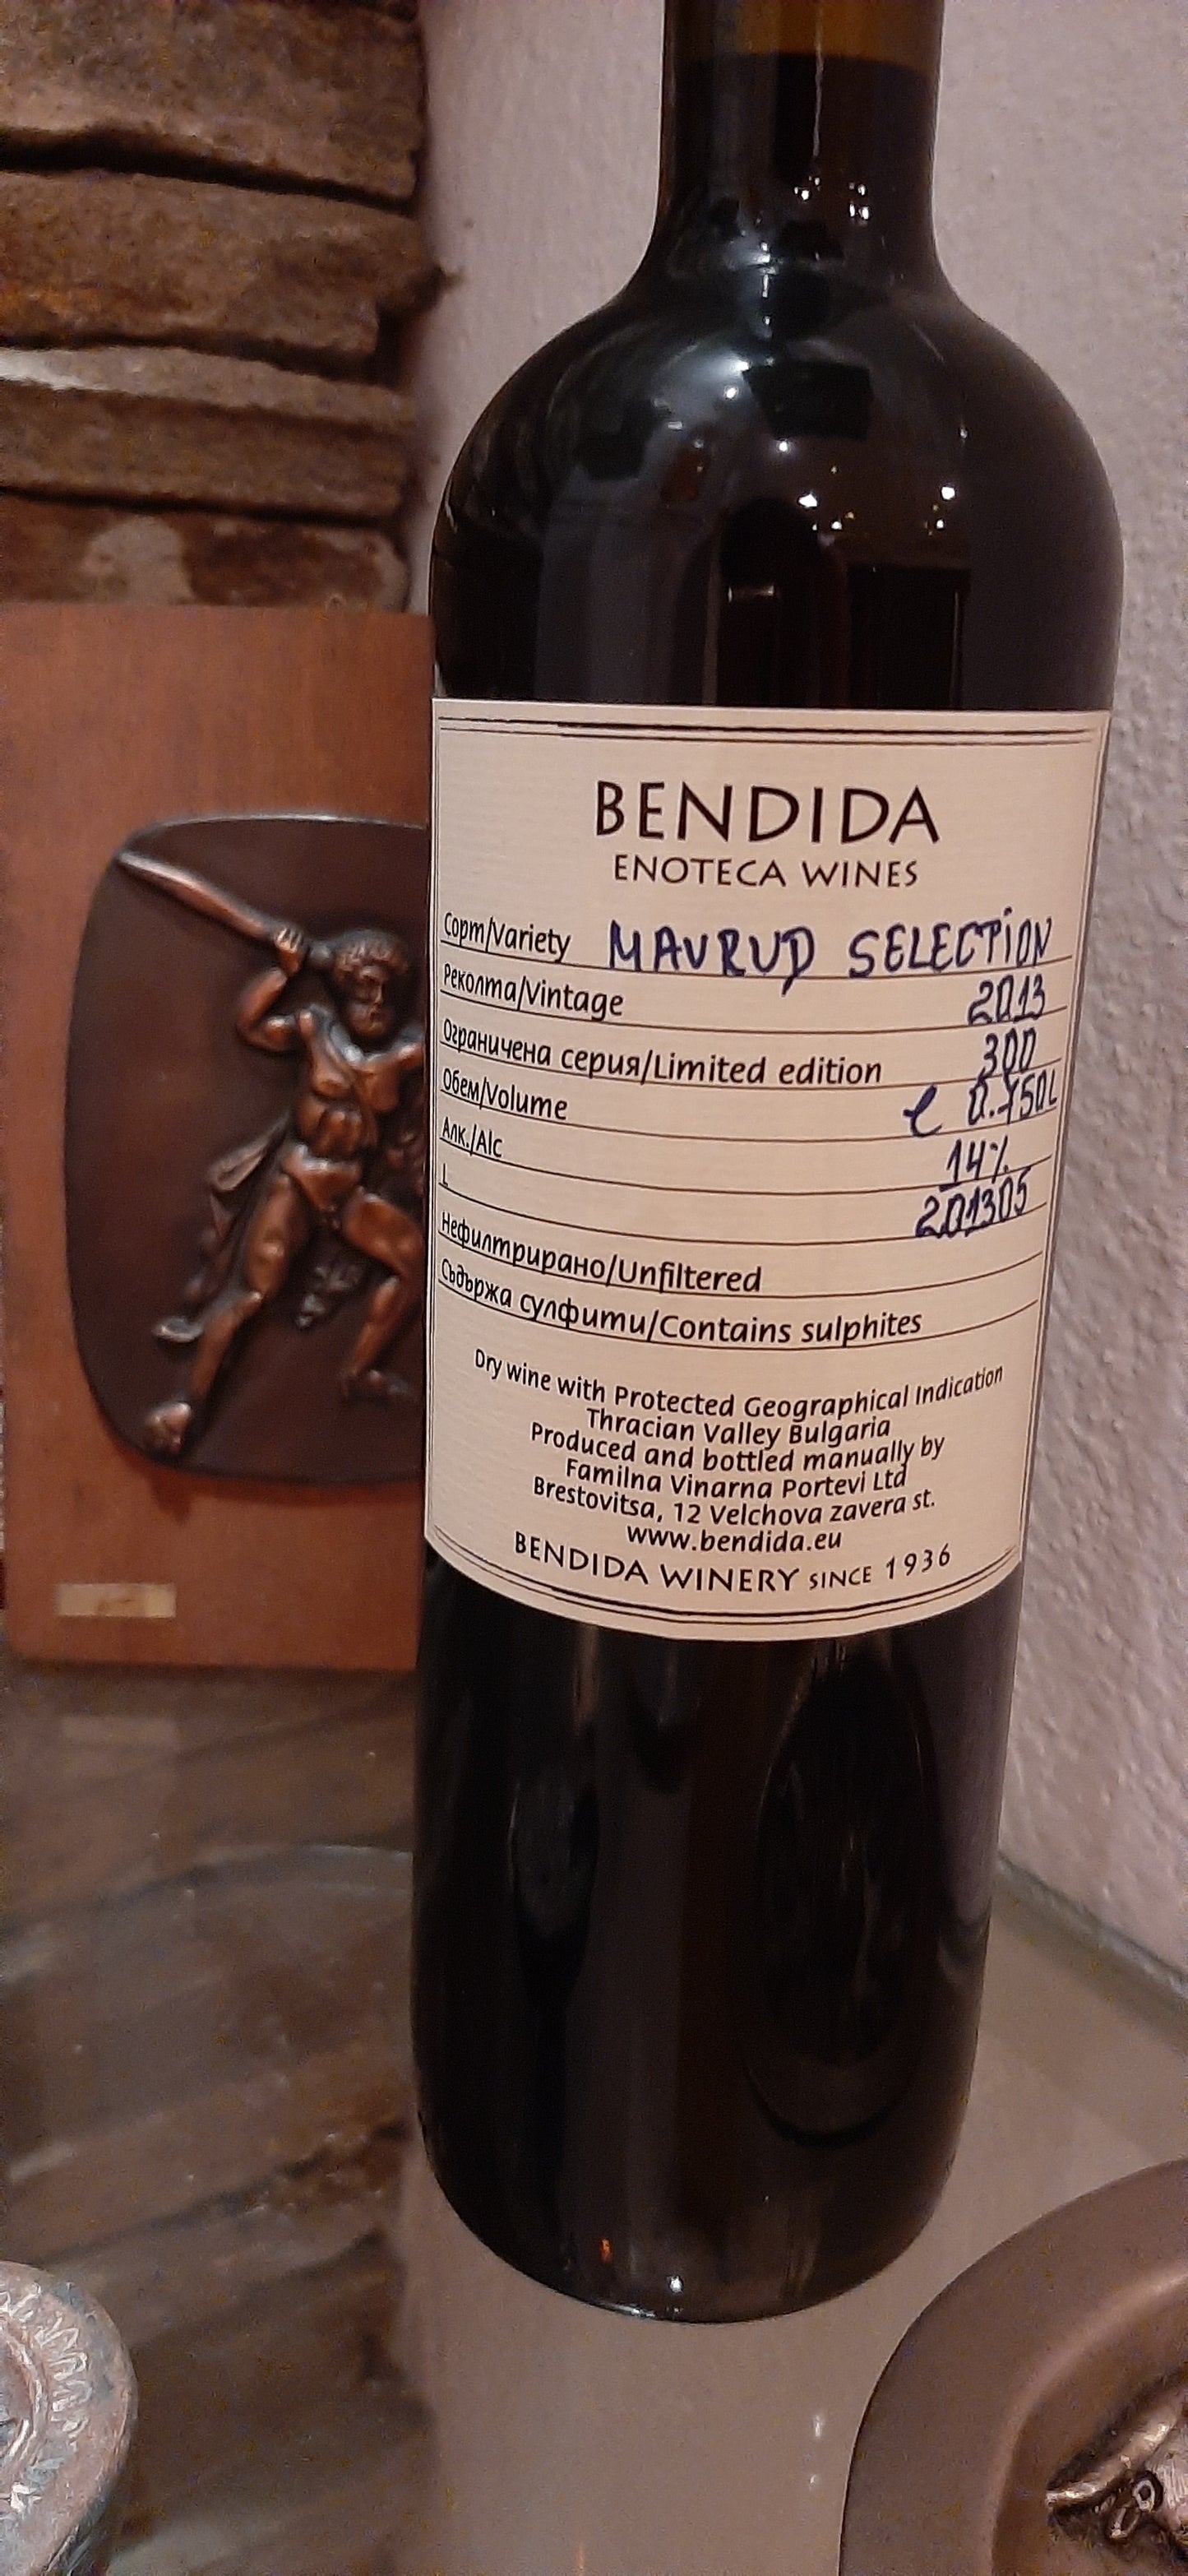 BENDIDA
ENOTECA WINES
Сорт/Variety MAVRUD SELECTION
Реколта/Vintage 2013
Ограничена серия/Limited edition 300
Обем/Volume e 0.750L
Алк./Alc 14%
L 201305
Нефилтрирано/Unfiltered
Съдържа сулфити/Contains sulphites
Dry wine with Protected Geographical Indication
Thracian Valley Bulgaria
Produced and bottled manually by
Familna Vinarna Portevi Ltd
Brestovitsa, 12 Velchova zavera st.
www.bendida.eu
BENDIDA WINERY SINCE 1936